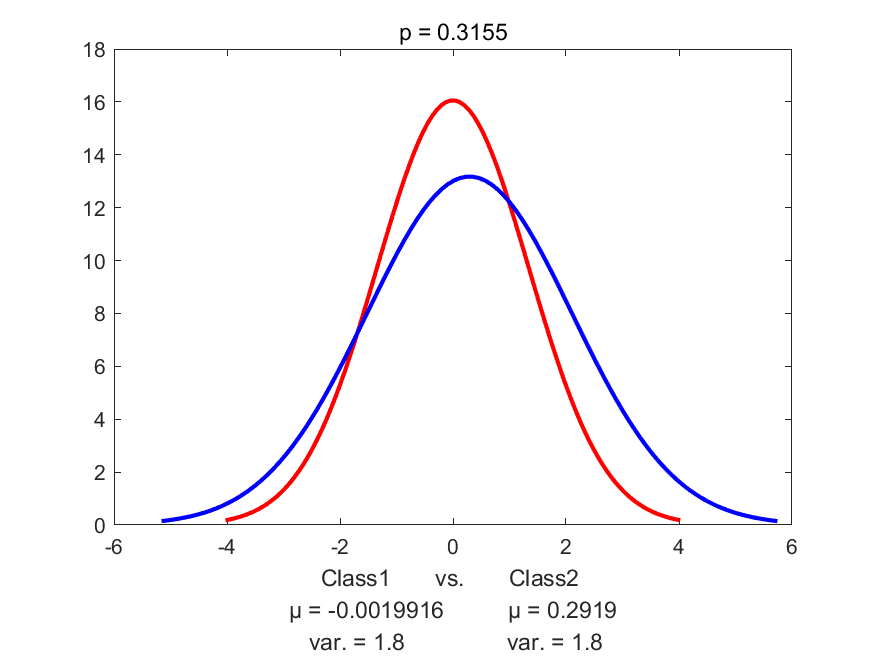 p = 0.3155
18
16
14
12
10
8
6
4
2
0
-6 -4 -2 0 2 4 6
Class1 vs. Class2
μ = -0.0019916 μ = 0.2919
var. = 1.8 var. = 1.8